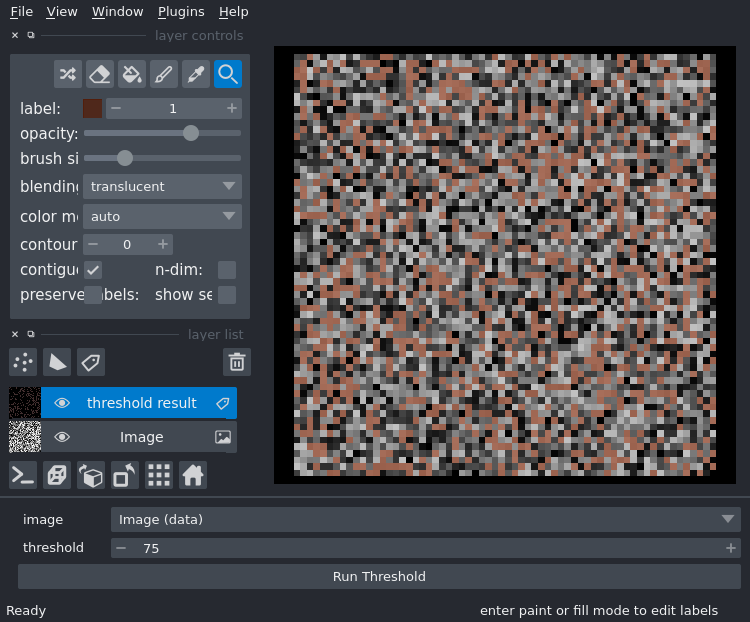 File View Window Plugins Help
layer controls
label: 1
opacity:
brush si
blending translucent
color m auto
contour 0
contigu n-dim:
preserve abels: show se
layer list
threshold result
Image
image Image (data)
threshold 75
Run Threshold
Ready enter paint or fill mode to edit labels